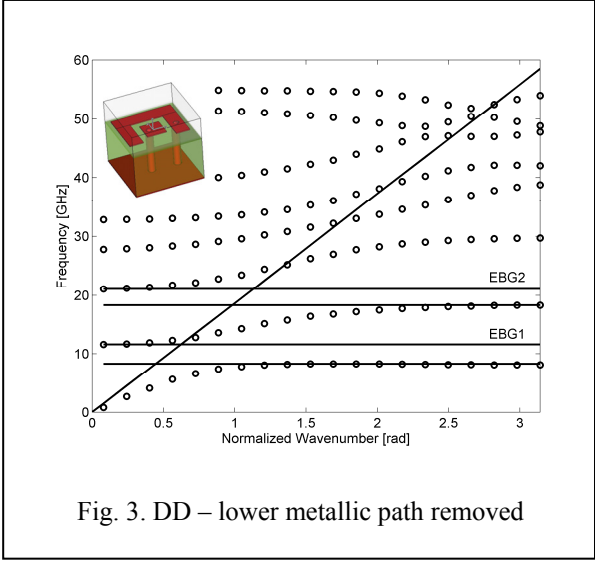 60
50
40
30
20
10
0
Frequency [GHz]
EBG2
EBG1
0 0.5 1 1.5 2 2.5 3
Normalized Wavenumber [rad]
Fig. 3. DD – lower metallic path removed